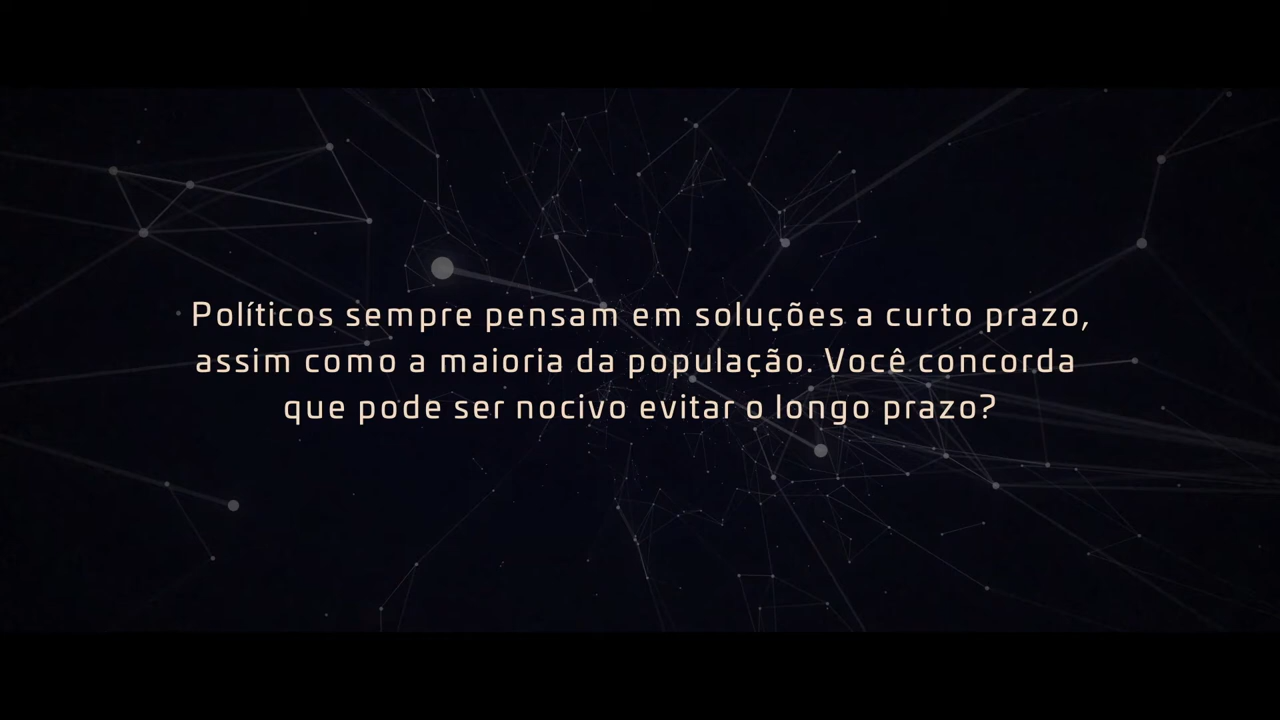 Políticos sempre pensam em soluções a curto prazo,
assim como a maioria da população. Você concorda
que pode ser nocivo evitar o longo prazo?